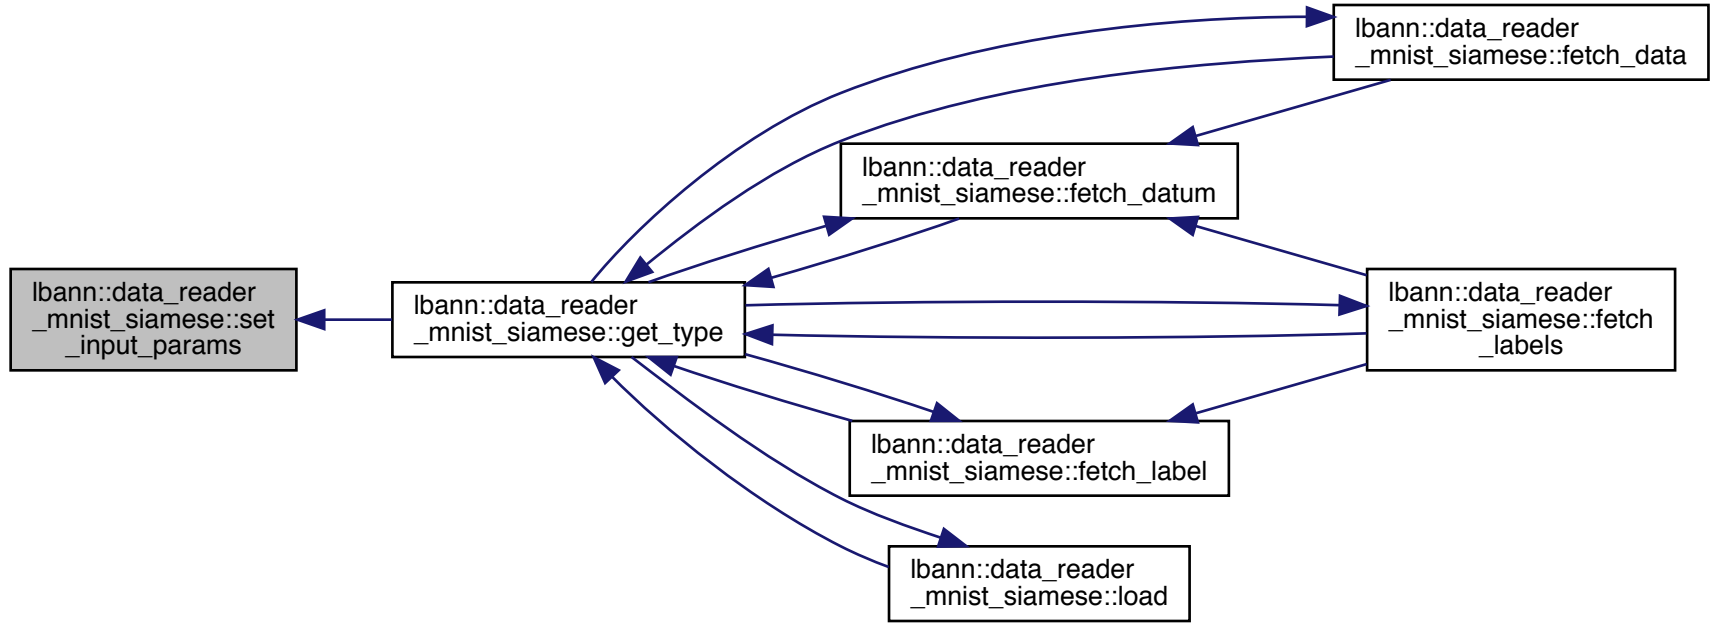 lbann::data_reader
_mnist_siamese::set
_input_params
lbann::data_reader
_mnist_siamese::get_type
lbann::data_reader
_mnist_siamese::fetch_data
lbann::data_reader
_mnist_siamese::fetch_datum
lbann::data_reader
_mnist_siamese::fetch
_labels
lbann::data_reader
_mnist_siamese::fetch_label
lbann::data_reader
_mnist_siamese::load